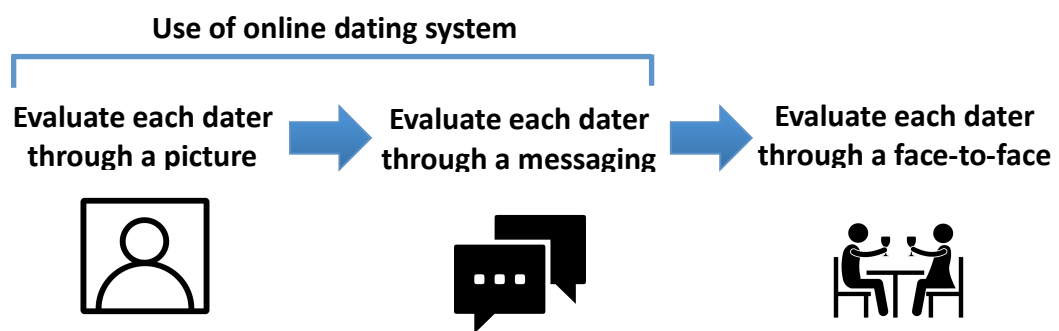 Use of online dating system
Evaluate each dater
through a picture
Evaluate each dater
through a messaging
Evaluate each dater
through a face-to-face